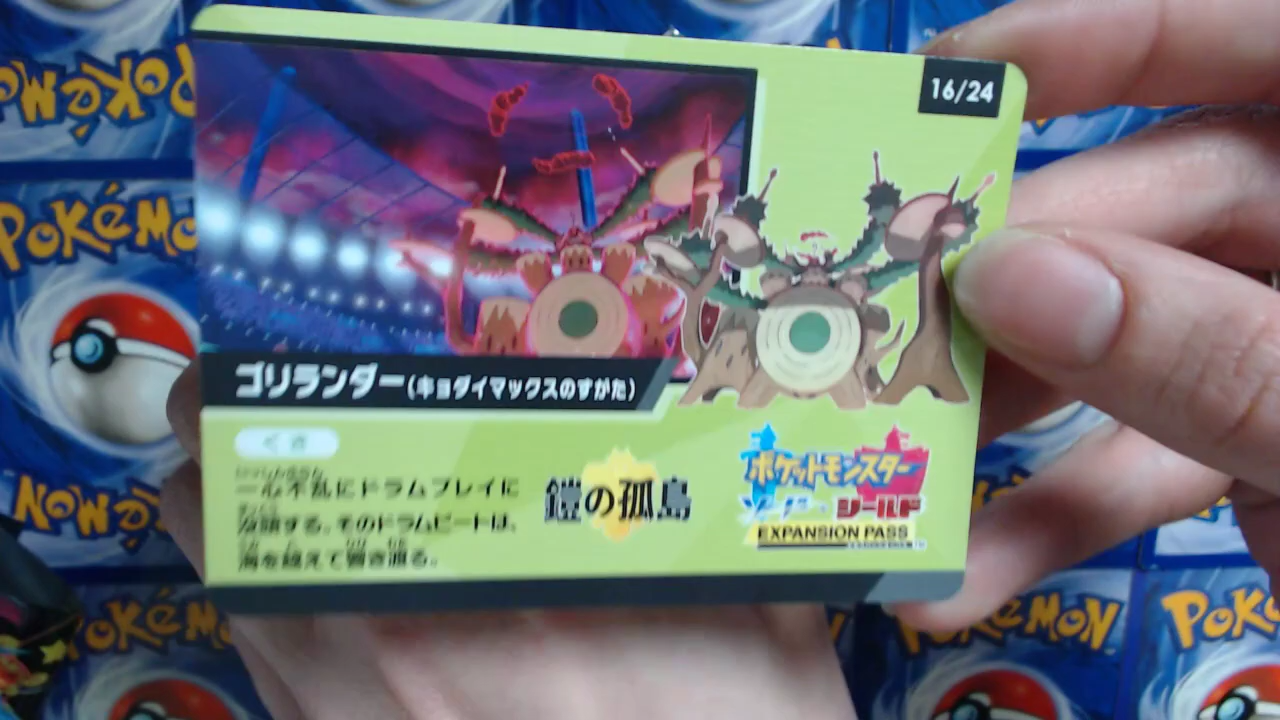 16/24
ゴリランダー(キョダイマックスのすがた)
くさ
一心不乱にドラムプレイに
没頭する。そのドラムビートは、
海を越えて響き渡る。
鎧の孤島
ポケットモンスター
ソード・シールド
EXPANSION PASS
POKéMON
POKéMON
POKéMON
POKéMON
POKéMON